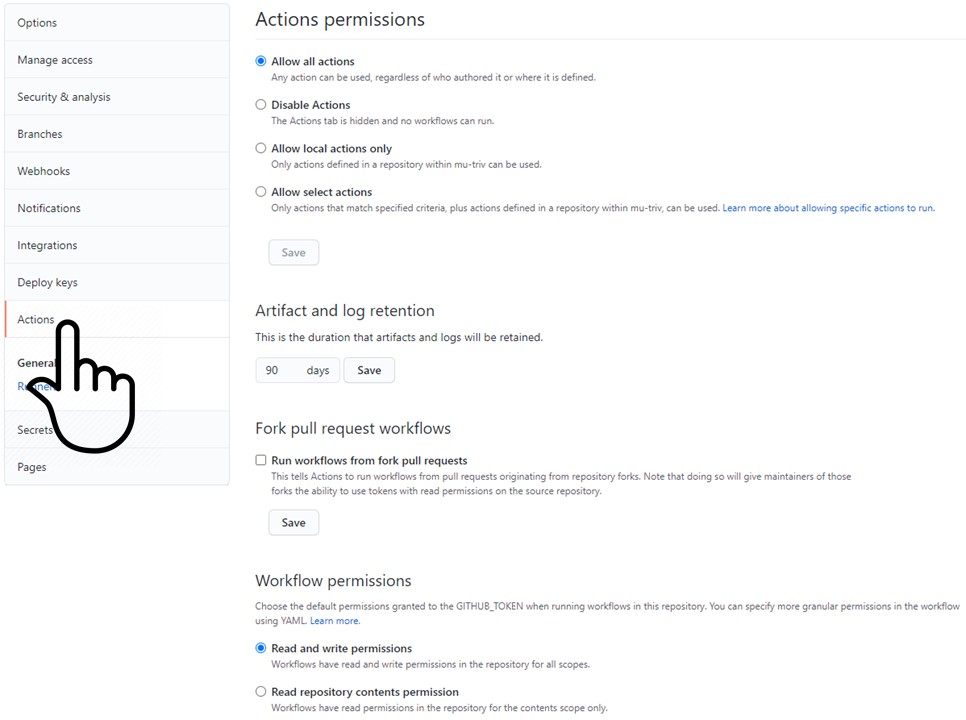 Options
Manage access
Security & analysis
Branches
Webhooks
Notifications
Integrations
Deploy keys
Actions
General
Secrets
Pages
Actions permissions
Allow all actions
Any action can be used, regardless of who authored it or where it is defined.
Disable Actions
The Actions tab is hidden and no workflows can run.
Allow local actions only
Only actions defined in a repository within mu-triv can be used.
Allow select actions
Only actions that match specified criteria, plus actions defined in a repository within mu-triv, can be used. Learn more about allowing specific actions to run.
Save
Artifact and log retention
This is the duration that artifacts and logs will be retained.
90 days Save
Fork pull request workflows
Run workflows from fork pull requests
This tells Actions to run workflows from pull requests originating from repository forks. Note that doing so will give maintainers of those
forks the ability to use tokens with read permissions on the source repository.
Save
Workflow permissions
Choose the default permissions granted to the GITHUB_TOKEN when running workflows in this repository. You can specify more granular permissions in the workflow
using YAML. Learn more.
Read and write permissions
Workflows have read and write permissions in the repository for all scopes.
Read repository contents permission
Workflows have read permissions in the repository for the contents scope only.